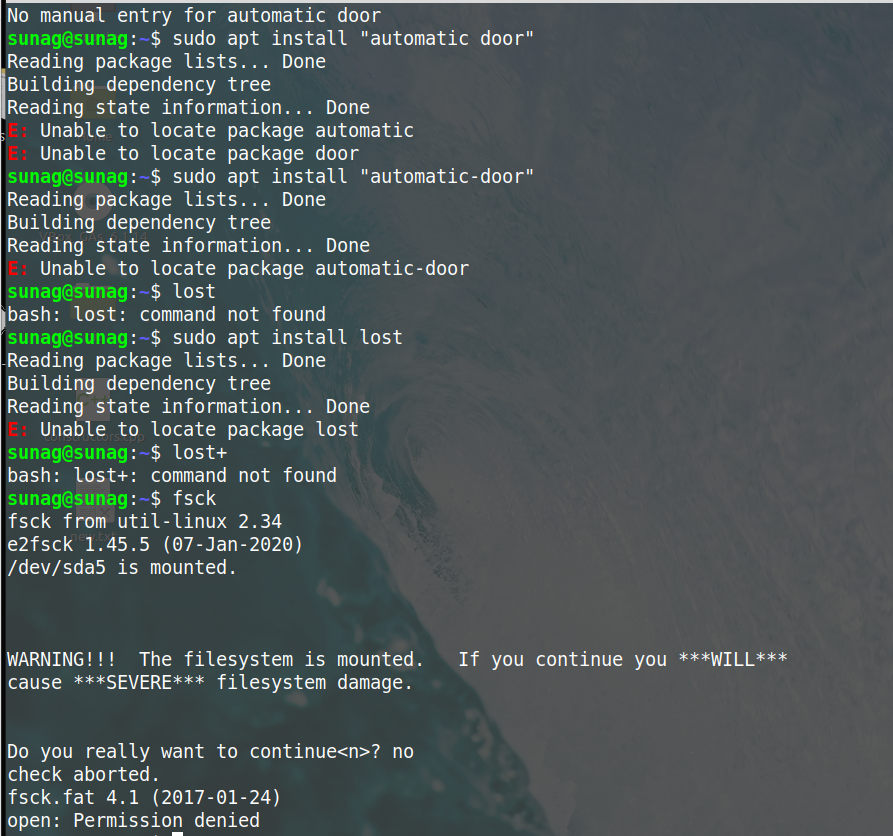 No manual entry for automatic door
sunag@sunag:~$ sudo apt install "automatic door"
Reading package lists... Done
Building dependency tree
Reading state information... Done
E: Unable to locate package automatic
E: Unable to locate package door
sunag@sunag:~$ sudo apt install "automatic-door"
Reading package lists... Done
Building dependency tree
Reading state information... Done
E: Unable to locate package automatic-door
sunag@sunag:~$ lost
bash: lost: command not found
sunag@sunag:~$ sudo apt install lost
Reading package lists... Done
Building dependency tree
Reading state information... Done
E: Unable to locate package lost
constructors.cpp
sunag@sunag:~$ lost+
bash: lost+: command not found
sunag@sunag:~$ fsck
fsck from util-linux 2.34
e2fsck 1.45.5 (07-Jan-2020)
/dev/sda5 is mounted.
WARNING!!!  The filesystem is mounted.   If you continue you ***WILL***
cause ***SEVERE*** filesystem damage.
Do you really want to continue<n>? no
check aborted.
fsck.fat 4.1 (2017-01-24)
open: Permission denied